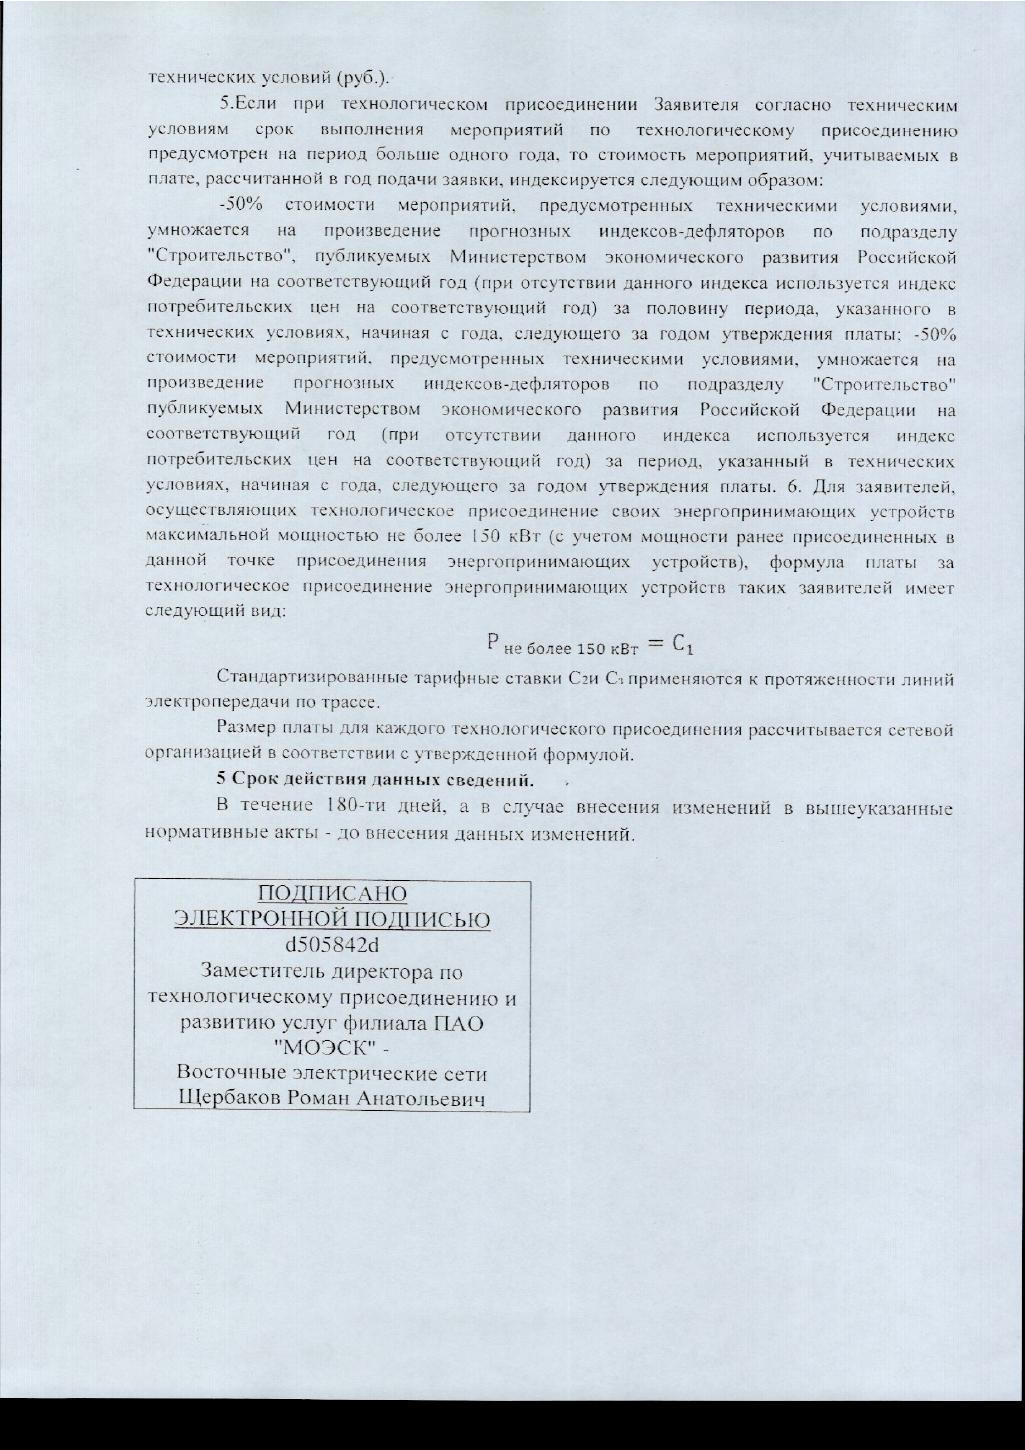 технических условий (руб.).
5.Если при технологическом присоединении Заявителя согласно техническим
условиям срок выполнения мероприятий по технологическому присоединению
предусмотрен на период больше одного года, то стоимость мероприятий, учитываемых в
плате, рассчитанной в год подачи заявки, индексируется следующим образом:
-50% стоимости мероприятий, предусмотренных техническими условиями,
умножается на произведение прогнозных индексов-дефляторов по подразделу
"Строительство", публикуемых Министерством экономического развития Российской
Федерации на соответствующий год (при отсутствии данного индекса используется индекс
потребительских цен на соответствующий год) за половину периода, указанного в
технических условиях, начиная с года, следующего за годом утверждения платы; -50%
стоимости мероприятий, предусмотренных техническими условиями, умножается на
произведение прогнозных индексов-дефляторов по подразделу "Строительство"
публикуемых Министерством экономического развития Российской Федерации на
соответствующий год (при отсутствии данного индекса используется индекс
потребительских цен на соответствующий год) за период, указанный в технических
условиях, начиная с года, следующего за годом утверждения платы. 6. Для заявителей,
осуществляющих технологическое присоединение своих энергопринимающих устройств
максимальной мощностью не более 150 кВт (с учетом мощности ранее присоединенных в
данной точке присоединения энергопринимающих устройств), формула платы за
технологическое присоединение энергопринимающих устройств таких заявителей имеет
следующий вид:
P не более 150 кВт = C1
Стандартизированные тарифные ставки С2и С3 применяются к протяженности линий
электропередачи по трассе.
Размер платы для каждого технологического присоединения рассчитывается сетевой
организацией в соответствии с утвержденной формулой.
5 Срок действия данных сведений.
В течение 180-ти дней, а в случае внесения изменений в вышеуказанные
нормативные акты - до внесения данных изменений.
ПОДПИСАНО
ЭЛЕКТРОННОЙ ПОДПИСЬЮ
d505842d
Заместитель директора по
технологическому присоединению и
развитию услуг филиала ПАО
"МОЭСК" -
Восточные электрические сети
Щербаков Роман Анатольевич